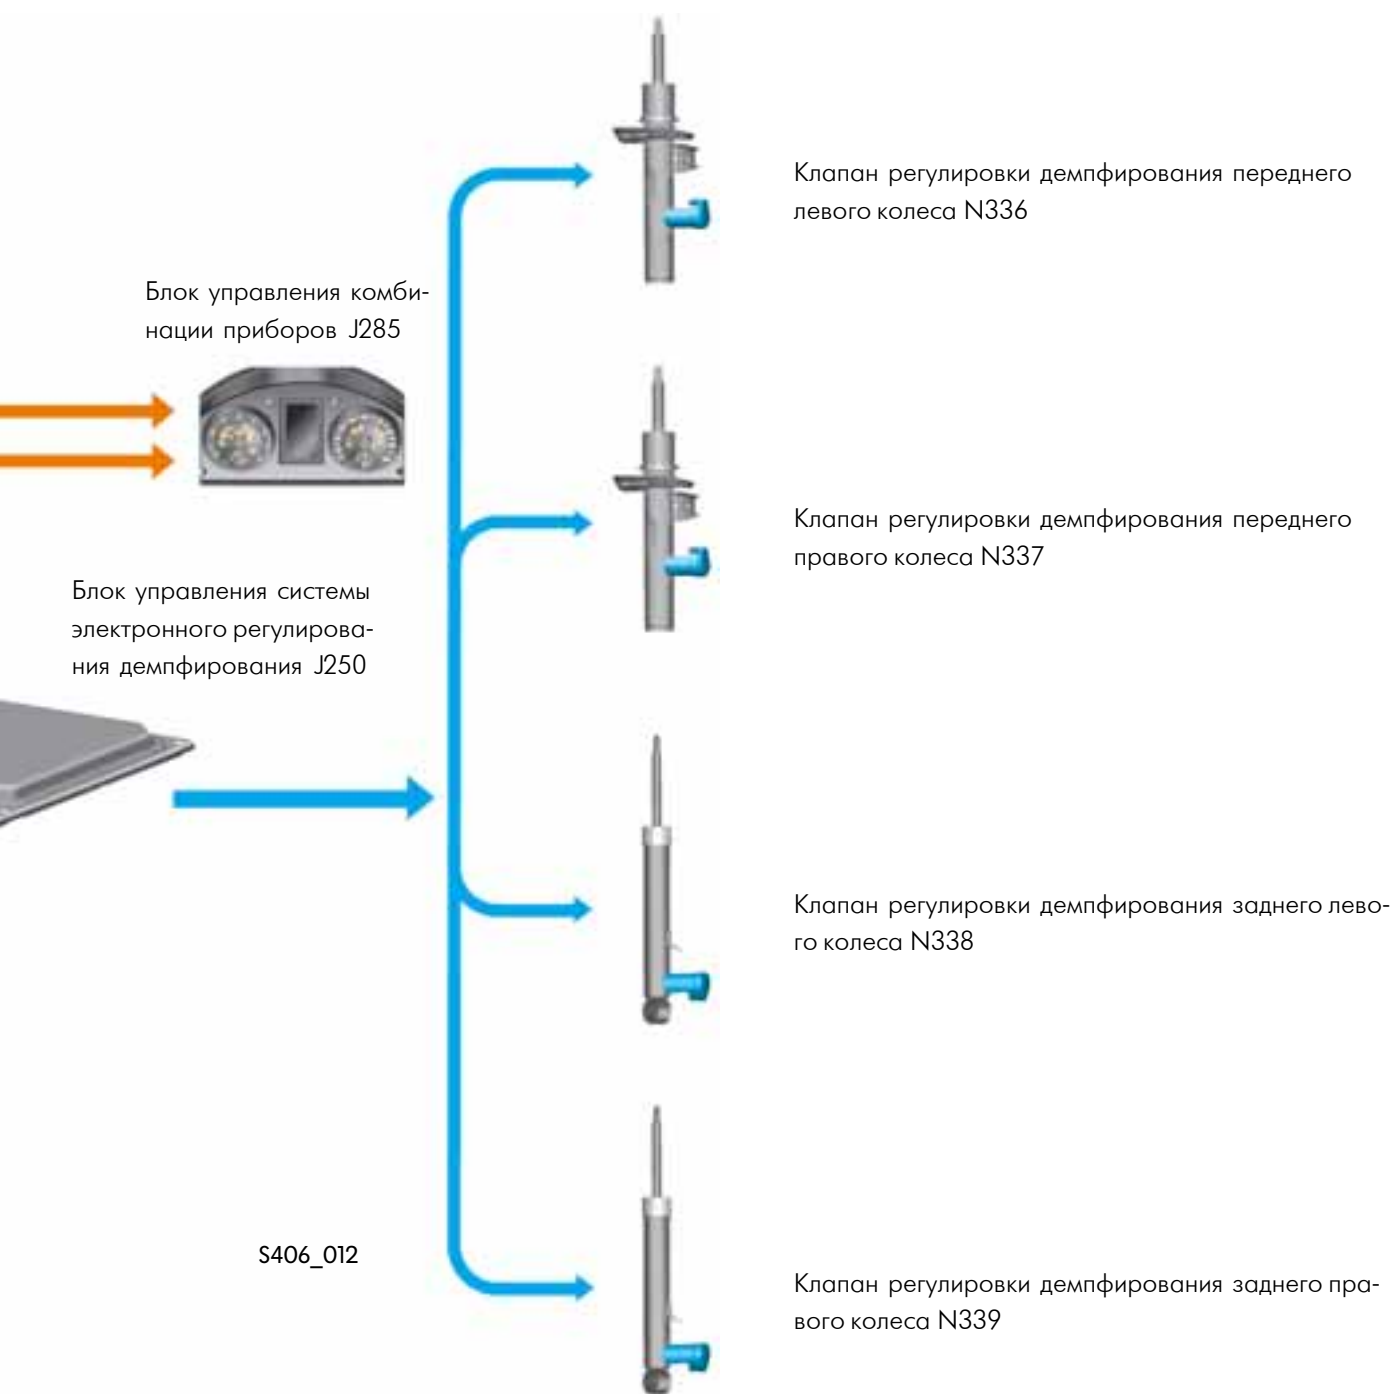 Клапан регулировки демпфирования переднего
левого колеса N336
Блок управления комби-
нации приборов J285
Клапан регулировки демпфирования переднего
правого колеса N337
Блок управления системы
электронного регулирова-
ния демпфирования J250
Клапан регулировки демпфирования заднего лево-
го колеса N338
S406_012
Клапан регулировки демпфирования заднего пра-
вого колеса N339